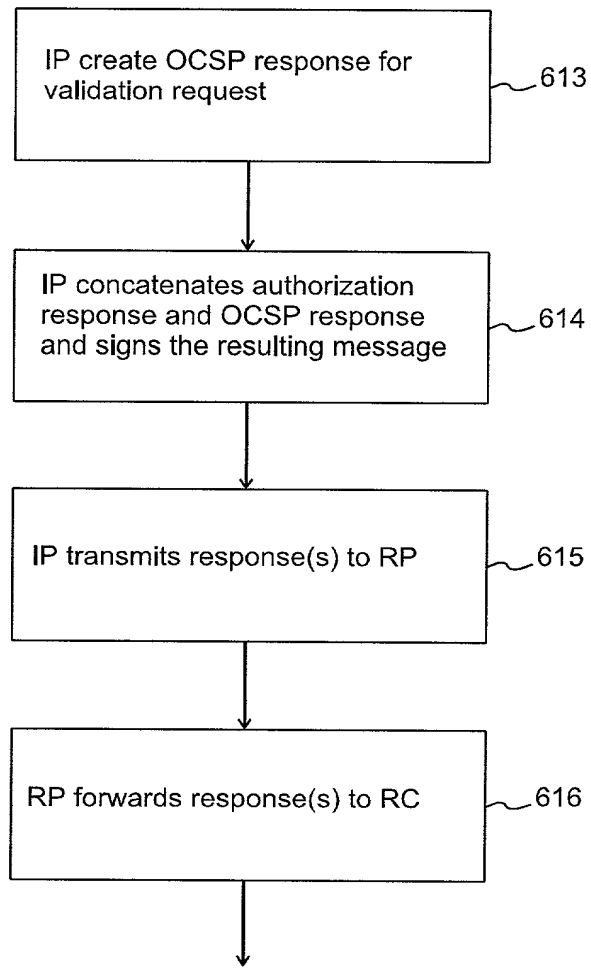 IP create OCSP response for
validation request
613
IP concatenates authorization
response and OCSP response
and signs the resulting message
614
IP transmits response(s) to RP
615
RP forwards response(s) to RC
616